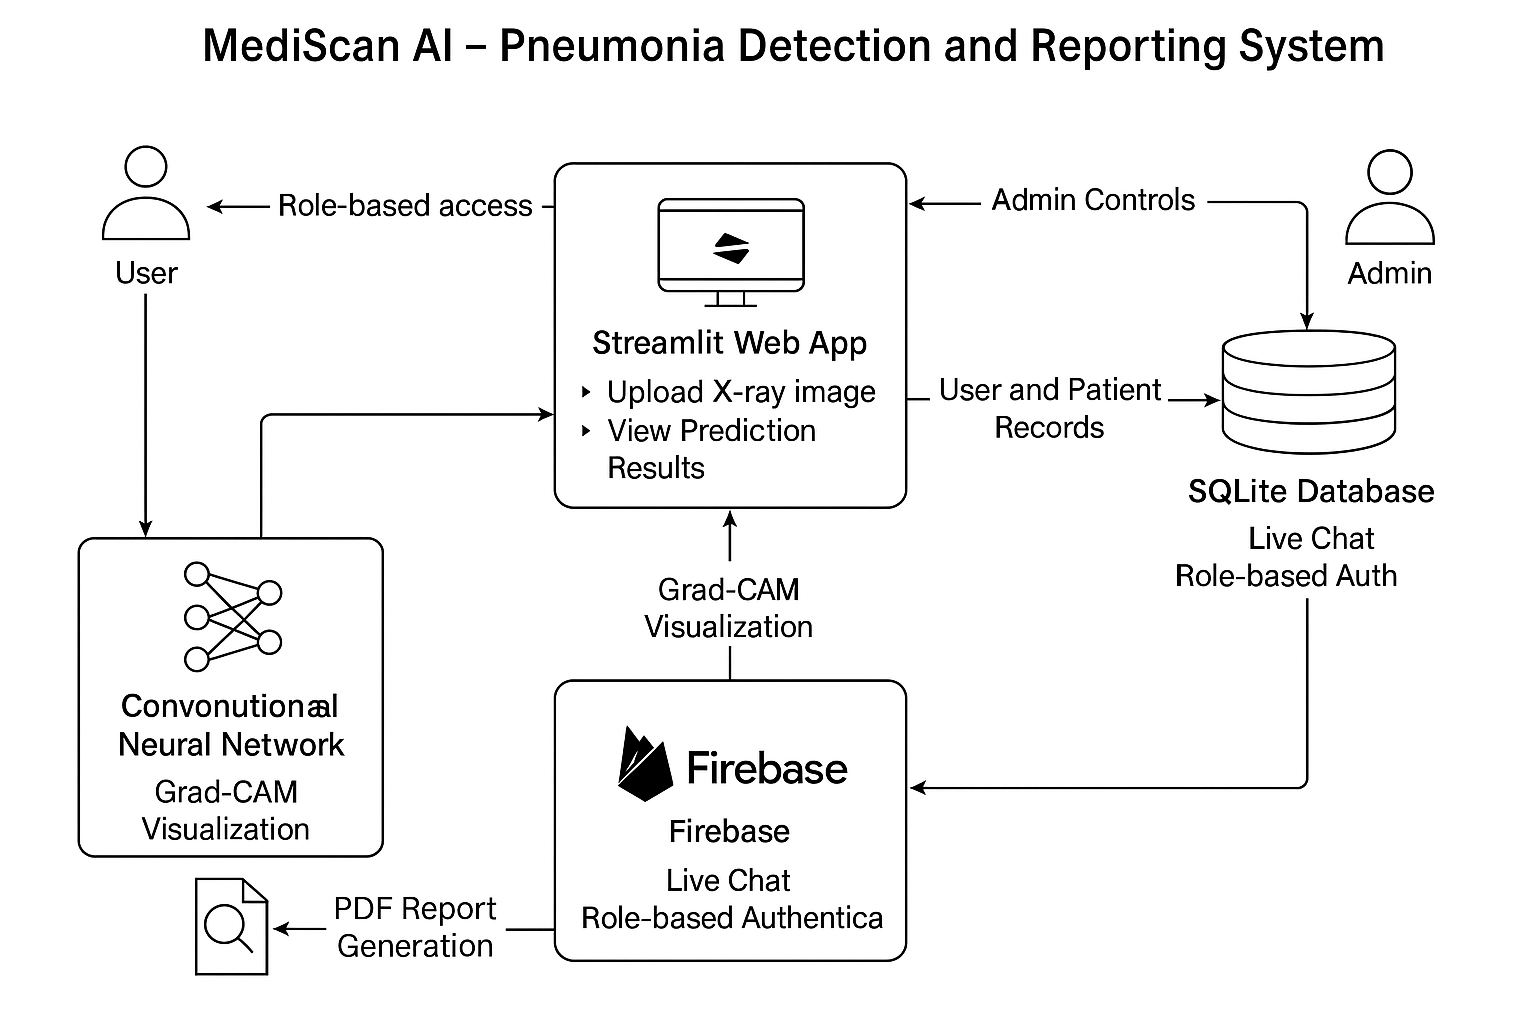 MediScan AI – Pneumonia Detection and Reporting System
User
Role-based access
Streamlit Web App
‣ Upload X-ray image
‣ View Prediction
Results
Admin Controls
Admin
User and Patient
Records
SQLite Database
Live Chat
Role-based Auth
Convonutionaal
Neural Network
Grad-CAM
Visualization
Grad-CAM
Visualization
Firebase
Firebase
Live Chat
Role-based Authentica
PDF Report
Generation